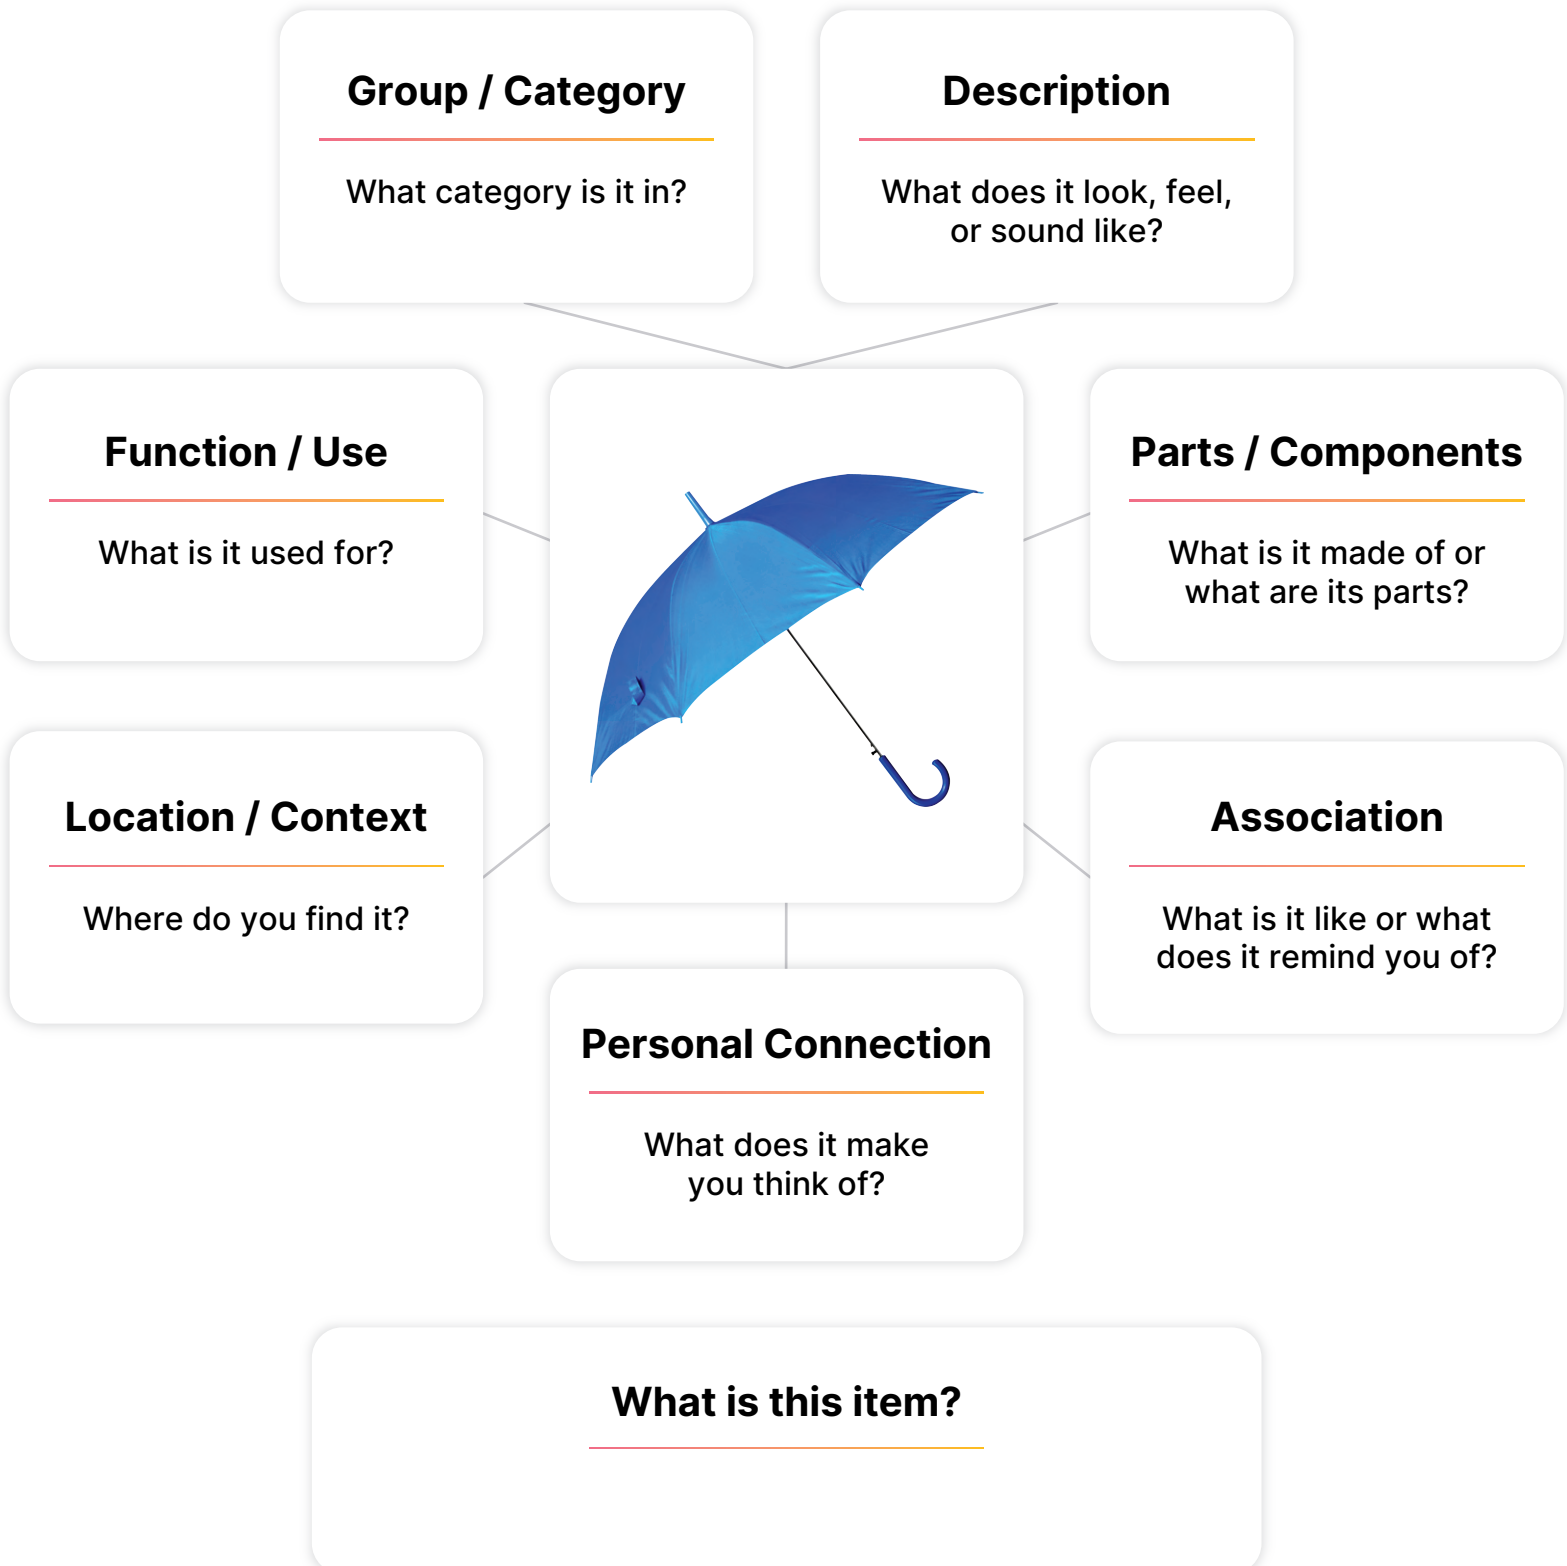 Group / Category
What category is it in?
Description
What does it look, feel,
or sound like?
Function / Use
What is it used for?
Parts / Components
What is it made of or
what are its parts?
Location / Context
Where do you find it?
Association
What is it like or what
does it remind you of?
Personal Connection
What does it make
you think of?
What is this item?